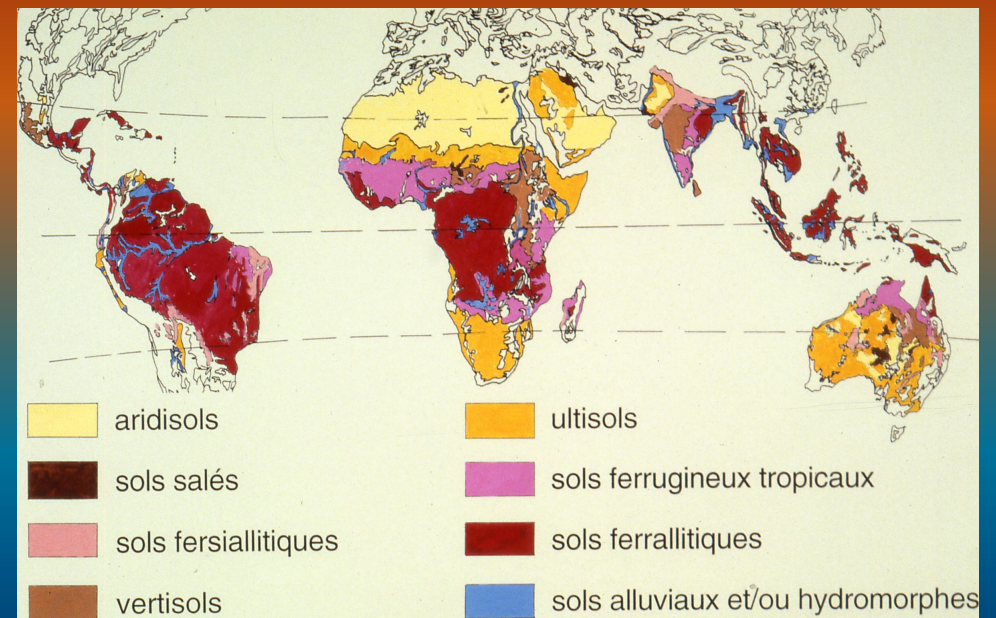 aridisols
sols salés
sols fersiallitiques
vertisols
ultisols
sols ferrugineux tropicaux
sols ferrallitiques
sols alluviaux et/ou hydromorphes